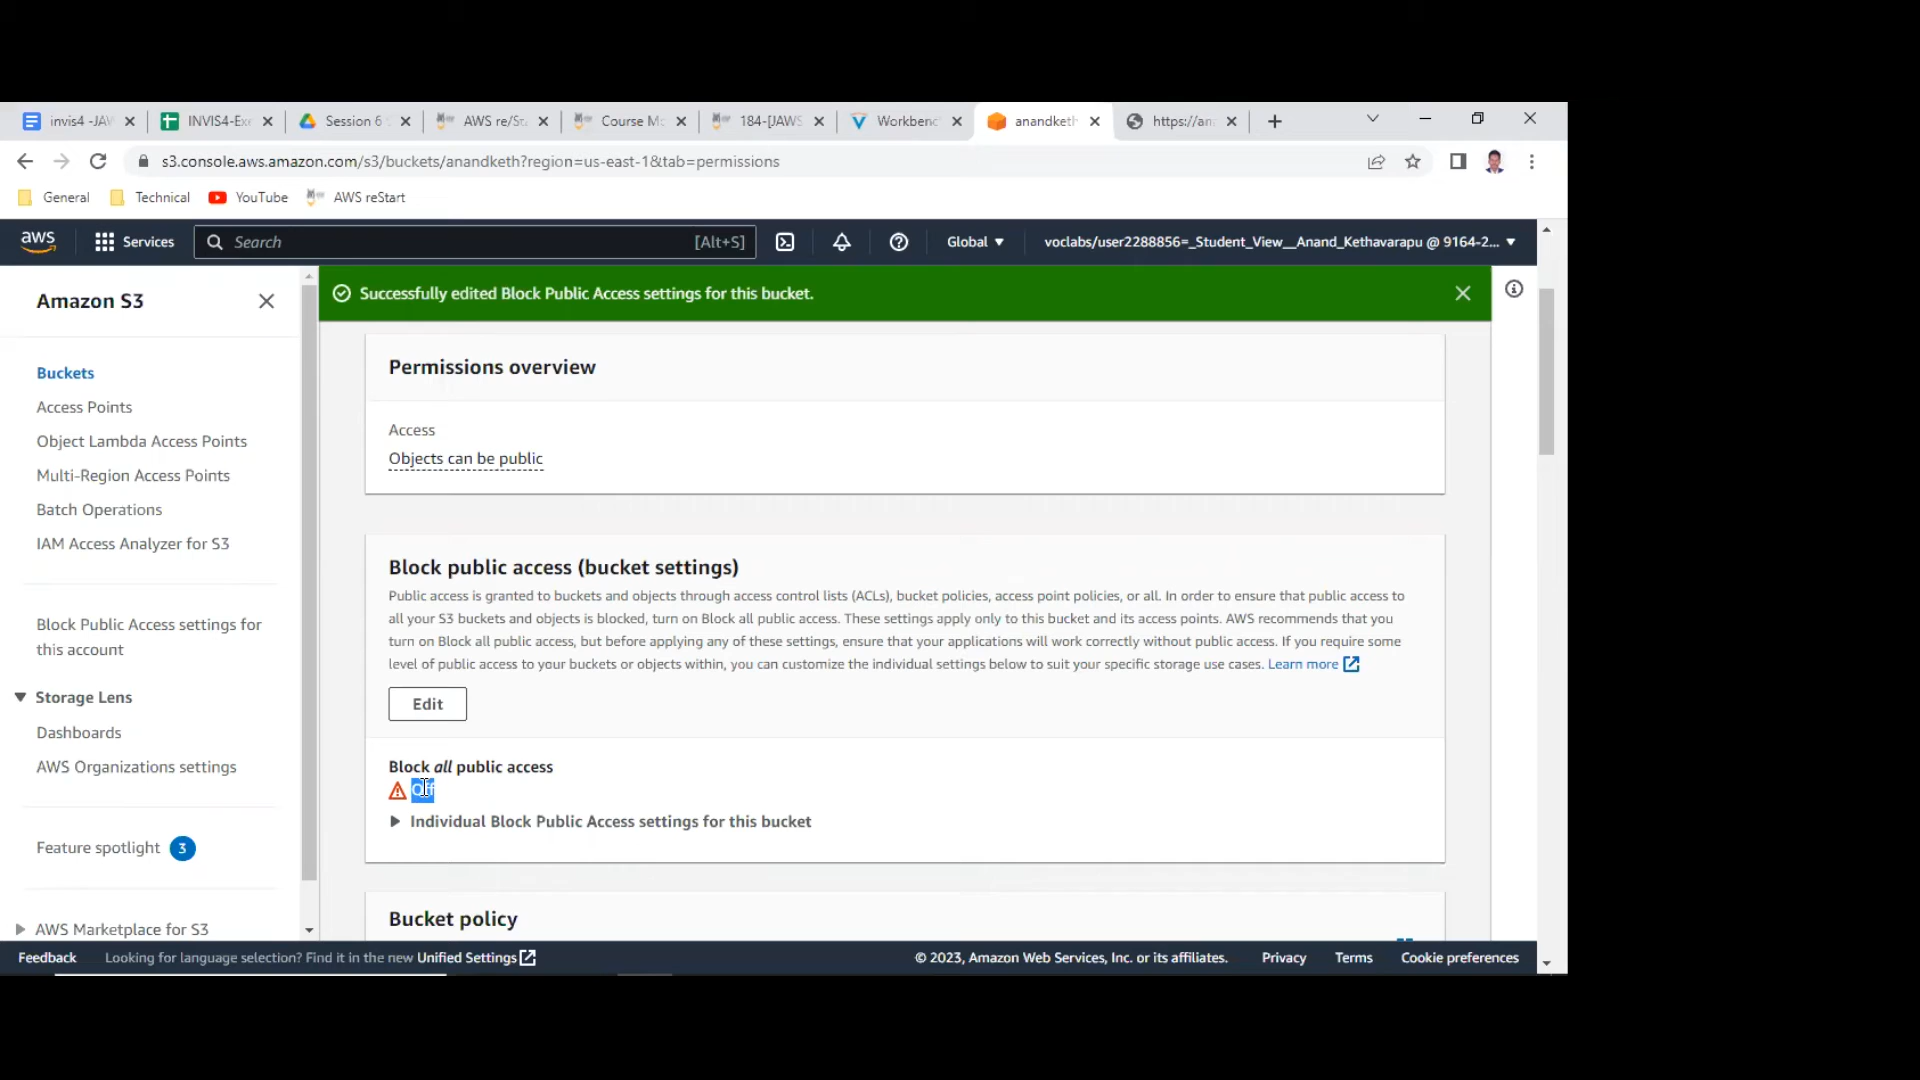 invis4 -JAW
INVIS4-Exe
Session 6
AWS re/St
Course Mo
184-[JAWS
Workbenc
anandketh
https://an
s3.console.aws.amazon.com/s3/buckets/anandketh?region=us-east-1&tab=permissions
General
Technical
YouTube
AWS reStart
aws
Services
Search
[Alt+S]
Global
voclabs/user2288856=_Student_View__Anand_Kethavarapu @ 9164-2...
Amazon S3
Buckets
Access Points
Object Lambda Access Points
Multi-Region Access Points
Batch Operations
IAM Access Analyzer for S3
Block Public Access settings for
this account
Storage Lens
Dashboards
AWS Organizations settings
Feature spotlight 3
AWS Marketplace for S3
Successfully edited Block Public Access settings for this bucket.
Permissions overview
Access
Objects can be public
Block public access (bucket settings)
Public access is granted to buckets and objects through access control lists (ACLs), bucket policies, access point policies, or all. In order to ensure that public access to
all your S3 buckets and objects is blocked, turn on Block all public access. These settings apply only to this bucket and its access points. AWS recommends that you
turn on Block all public access, but before applying any of these settings, ensure that your applications will work correctly without public access. If you require some
level of public access to your buckets or objects within, you can customize the individual settings below to suit your specific storage use cases. Learn more
Edit
Block all public access
Off
Individual Block Public Access settings for this bucket
Bucket policy
Feedback
Looking for language selection? Find it in the new Unified Settings
© 2023, Amazon Web Services, Inc. or its affiliates.
Privacy
Terms
Cookie preferences